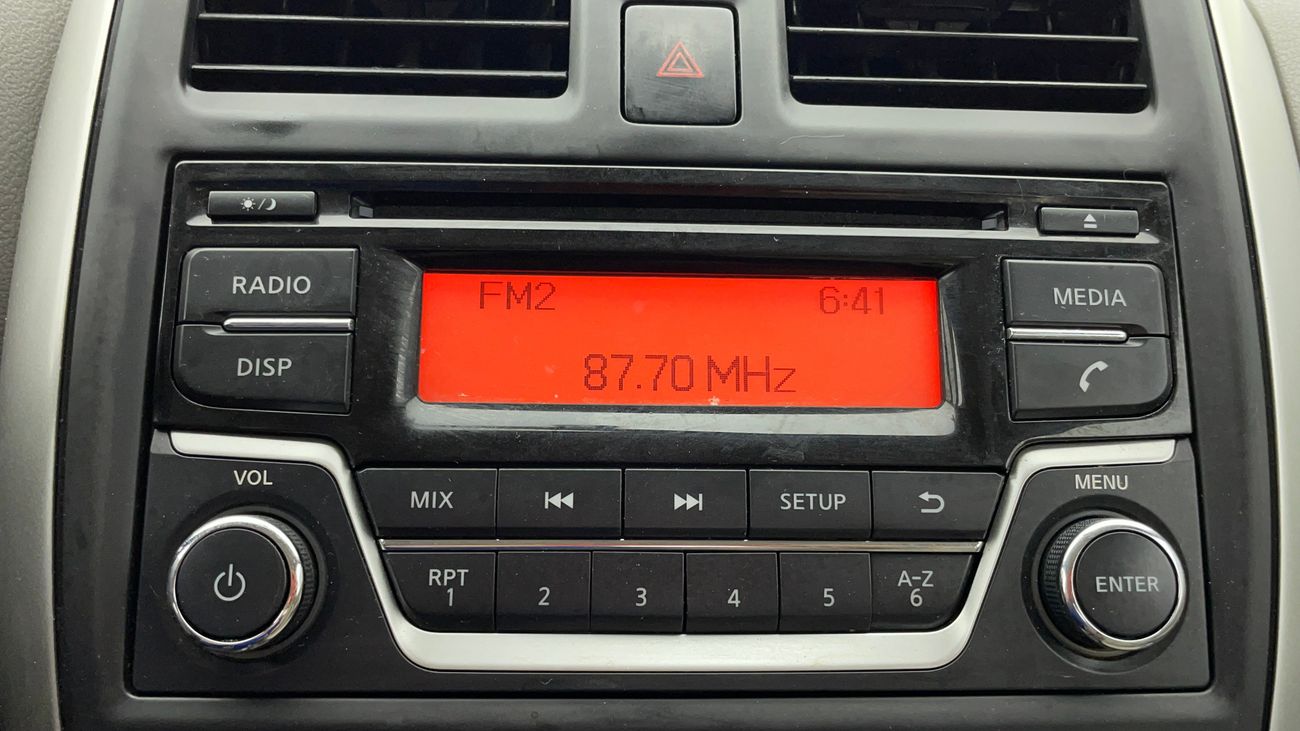 RADIO
DISP
FM2 6:41
87.70 MHz
MEDIA
VOL
MIX
SETUP
MENU
RPT
1
2
3
4
5
A-Z
6
ENTER